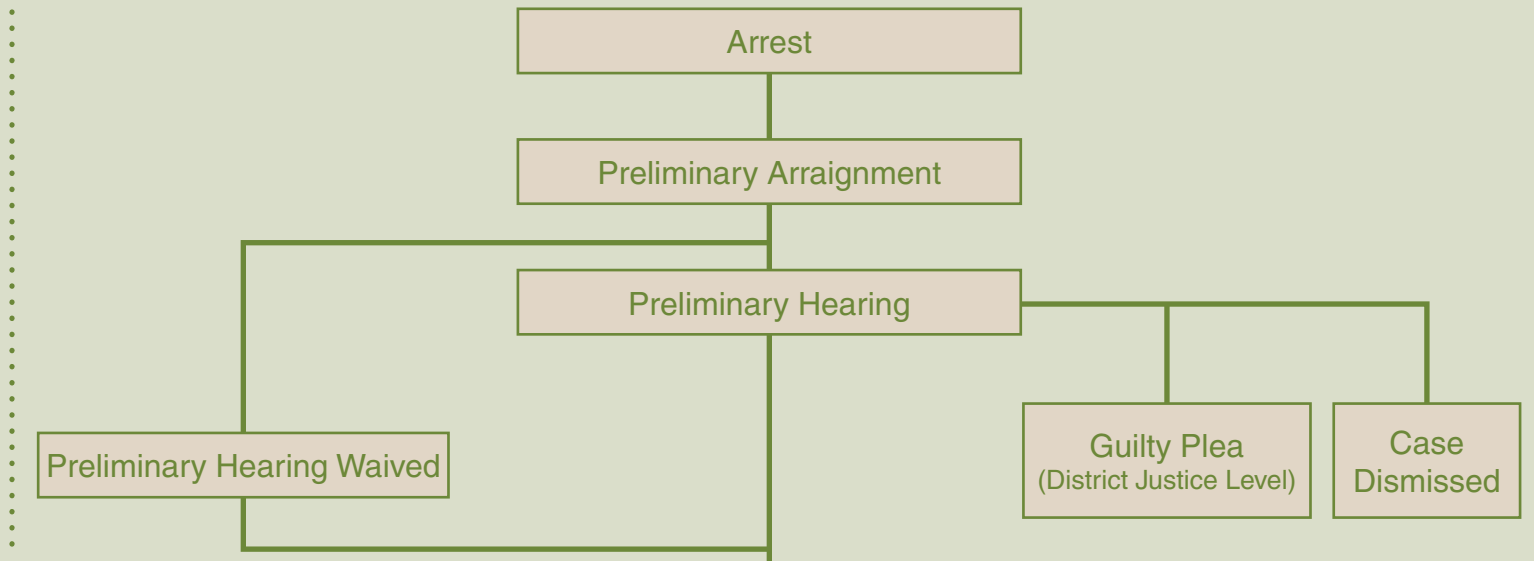 Arrest
Preliminary Arraignment
Preliminary Hearing
Preliminary Hearing Waived
Guilty Plea
(District Justice Level)
Case
Dismissed